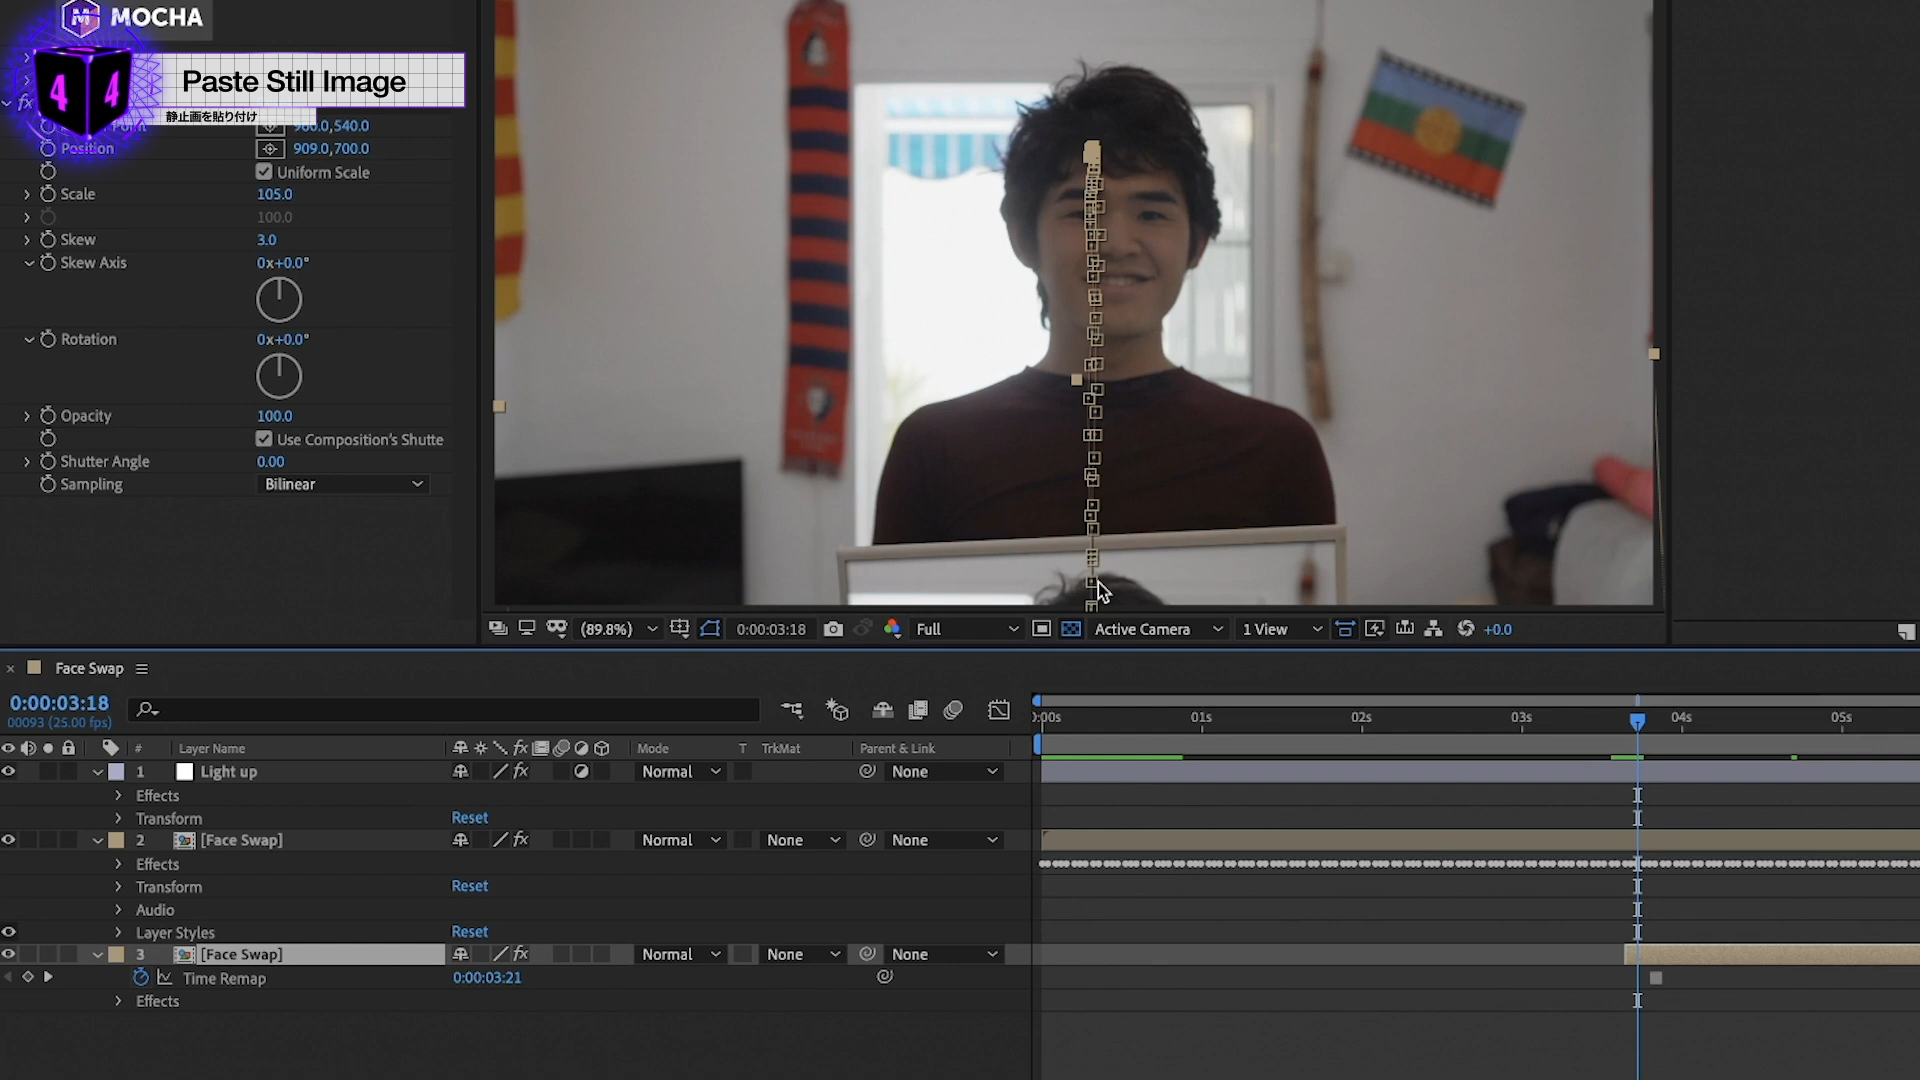 MOCHA
4 4
Paste Still Image
静止画を貼り付け
fx
960.0,540.0
Position 909.0,700.0
Uniform Scale
Scale 105.0
100.0
Skew 3.0
Skew Axis 0x+0.0°
Rotation 0x+0.0°
Opacity 100.0
Use Composition's Shutte
Shutter Angle 0.00
Sampling Bilinear
(89.8%) 0:00:03:18 Full Active Camera 1 View +0.0
× Face Swap
0:00:03:18
00093 (25.00 fps)
0:00s 01s 02s 03s 04s 05s
# Layer Name fx Mode T TrkMat Parent & Link
1 Light up fx Normal None
Effects
Transform Reset
2 [Face Swap] fx Normal None None
Effects
Transform Reset
Audio
Layer Styles Reset
3 [Face Swap] fx Normal None None
Time Remap 0:00:03:21
Effects